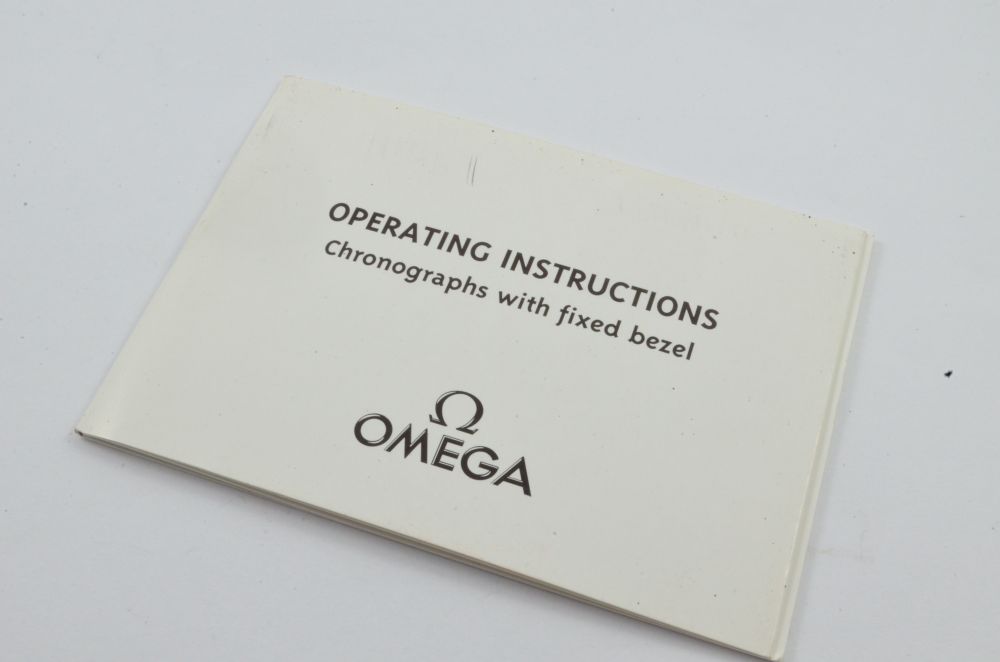 OPERATING INSTRUCTIONS
Chronographs with fixed bezel
Ω
OMEGA